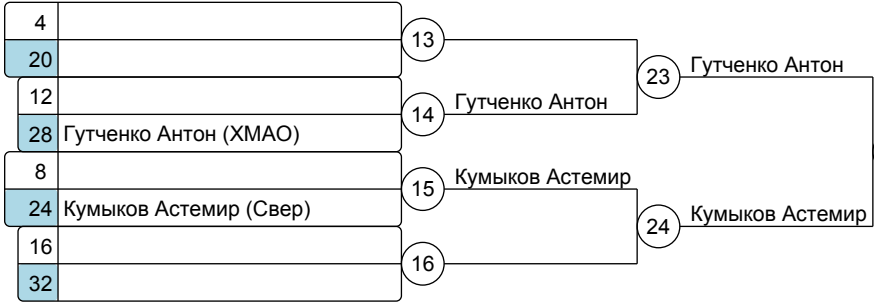 4
20
13
12
28 Гутченко Антон (ХМАО)
14 Гутченко Антон
23 Гутченко Антон
8
24 Кумыков Астемир (Свер)
15 Кумыков Астемир
16
32
16
24 Кумыков Астемир